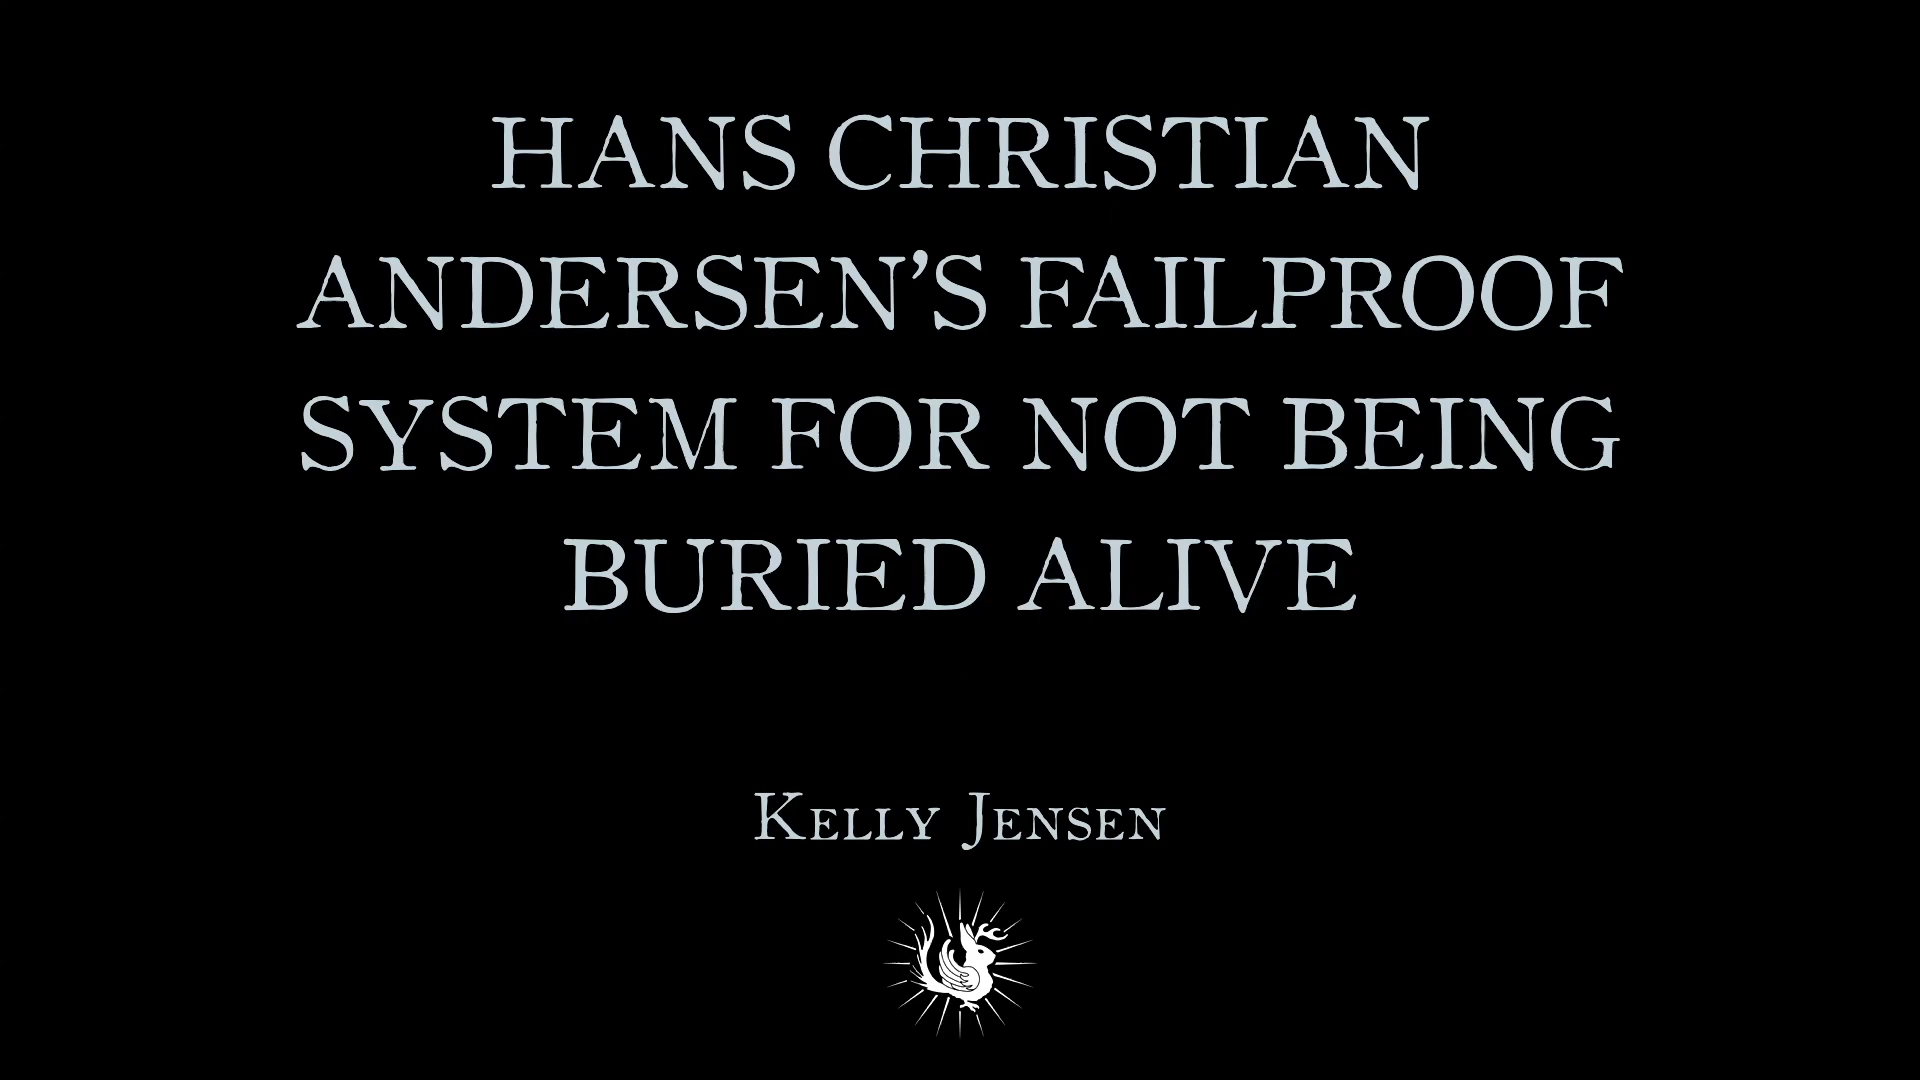 HANS CHRISTIAN
ANDERSEN’S FAILPROOF
SYSTEM FOR NOT BEING
BURIED ALIVE
Kelly Jensen